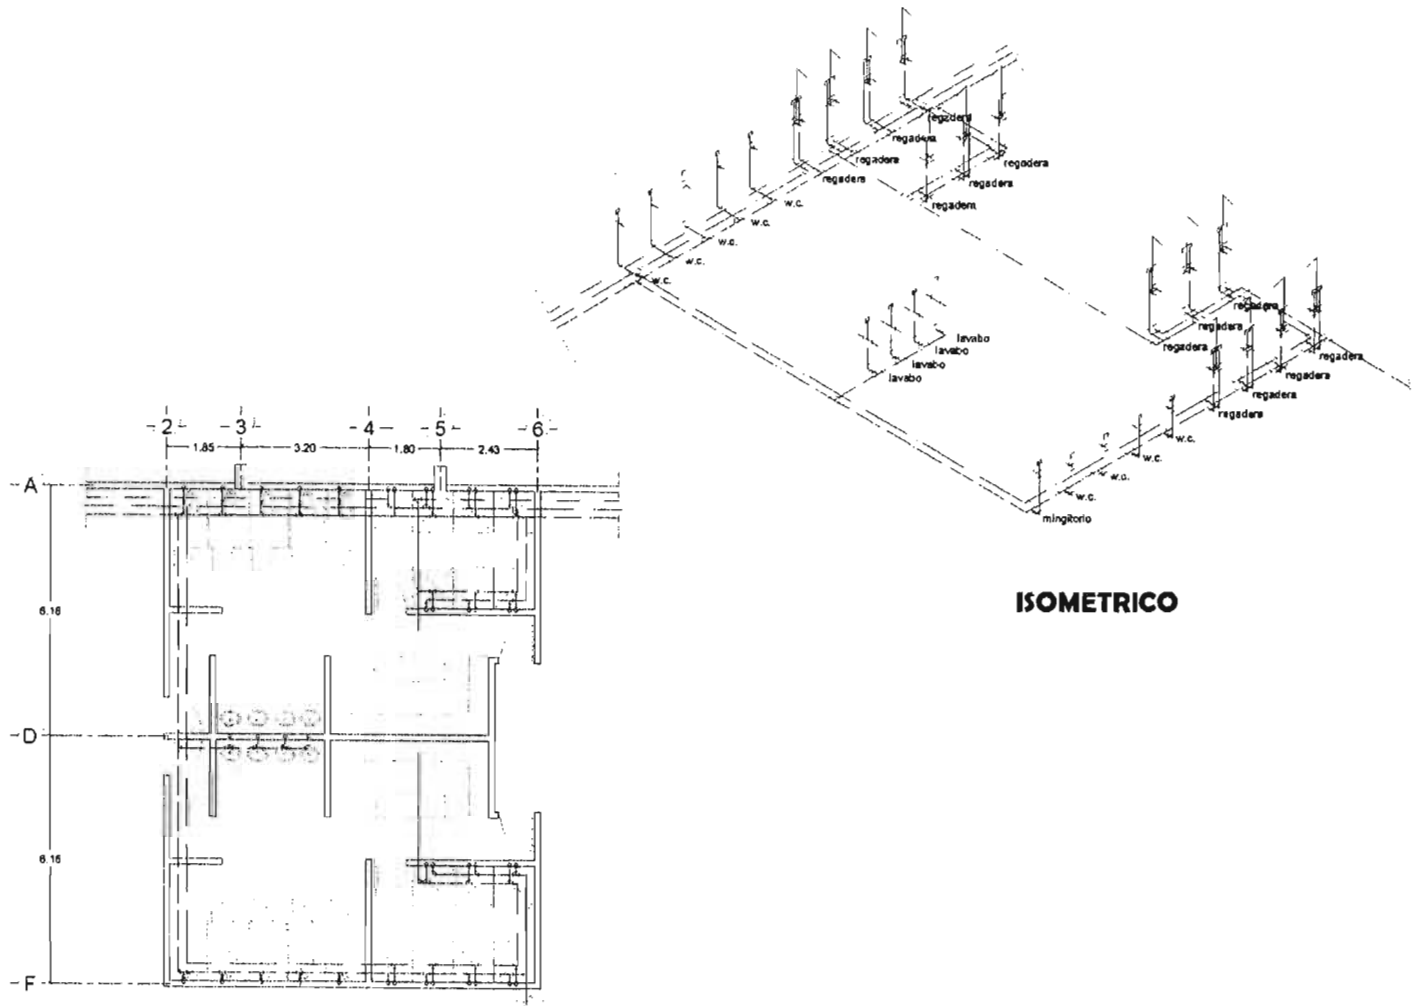 regadera
regadera
regadera
regadera
regadera
regadera
regadent
w.c.
w.c.
w.c.
w.c.
w.c.
regadera
regadera
regadera
regadera
regadera
regadera
regadera
lavabo
lavabo
lavabo
lavabo
w.c.
w.c.
w.c.
w.c.
mingitorio
ISOMETRICO
2 3 4 5 6
1.85 3.20 1.80 2.43
A
6.16
D
6.16
F